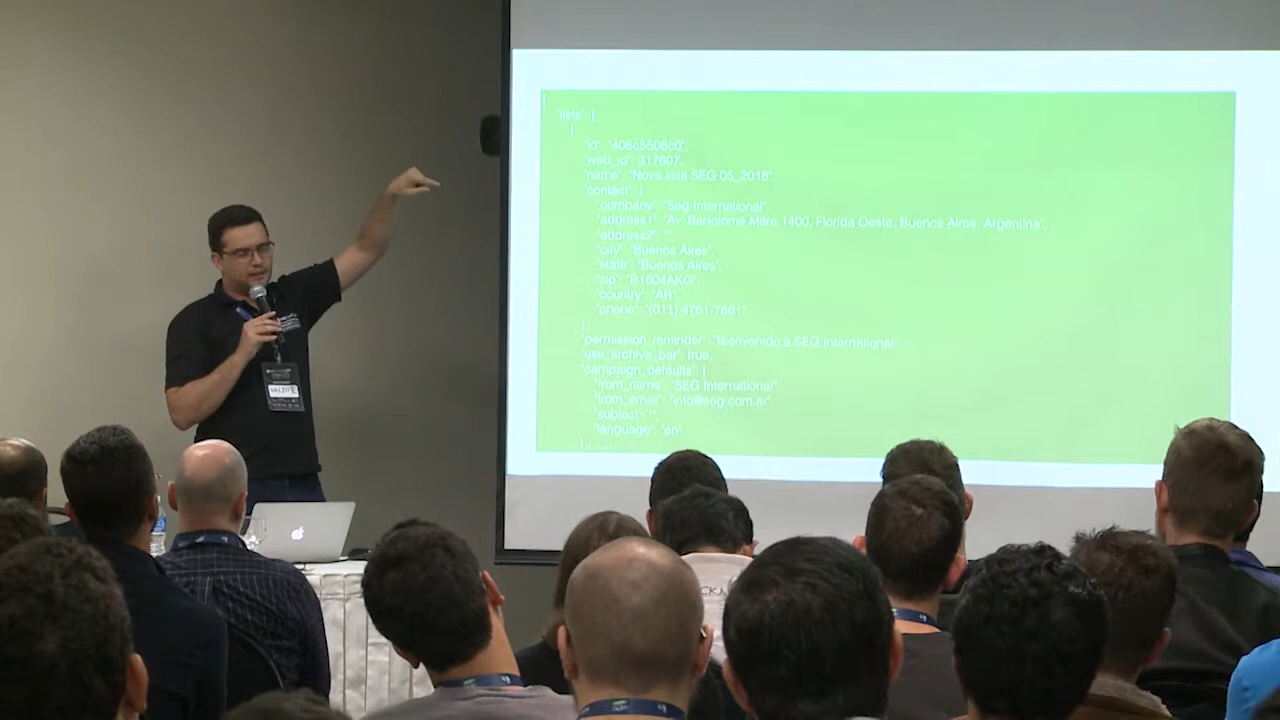 {
"lists": [
{
"id": "408c5508c0",
"web_id": 317607,
"name": "Nova lista SEG 05_2018",
"contact": {
"company": "Seg International",
"address1": "Av. Bartolome Mitre 1400, Florida Oeste, Buenos Aires, Argentina",
"address2": "",
"city": "Buenos Aires",
"state": "Buenos Aires",
"zip": "B1604AKG",
"country": "AR",
"phone": "(011) 4761-7661"
},
"permission_reminder": "Bienvenido a SEG International",
"use_archive_bar": true,
"campaign_defaults": {
"from_name": "SEG International",
"from_email": "info@seg.com.ar",
"subject": "",
"language": "en"